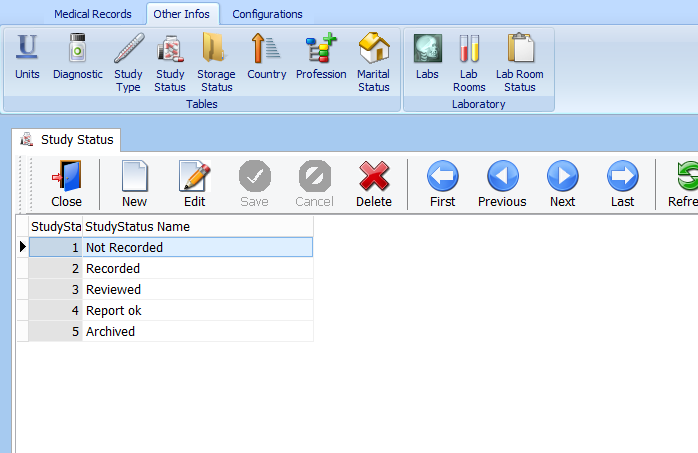 Medical Records Other Infos Configurations
Units Diagnostic Study Type Study Status Storage Status Country Profession Marital Status Labs Lab Rooms Lab Room Status
Tables Laboratory
Study Status
Close New Edit Save Cancel Delete First Previous Next Last Refre
StudySta StudyStatus Name
1 Not Recorded
2 Recorded
3 Reviewed
4 Report ok
5 Archived